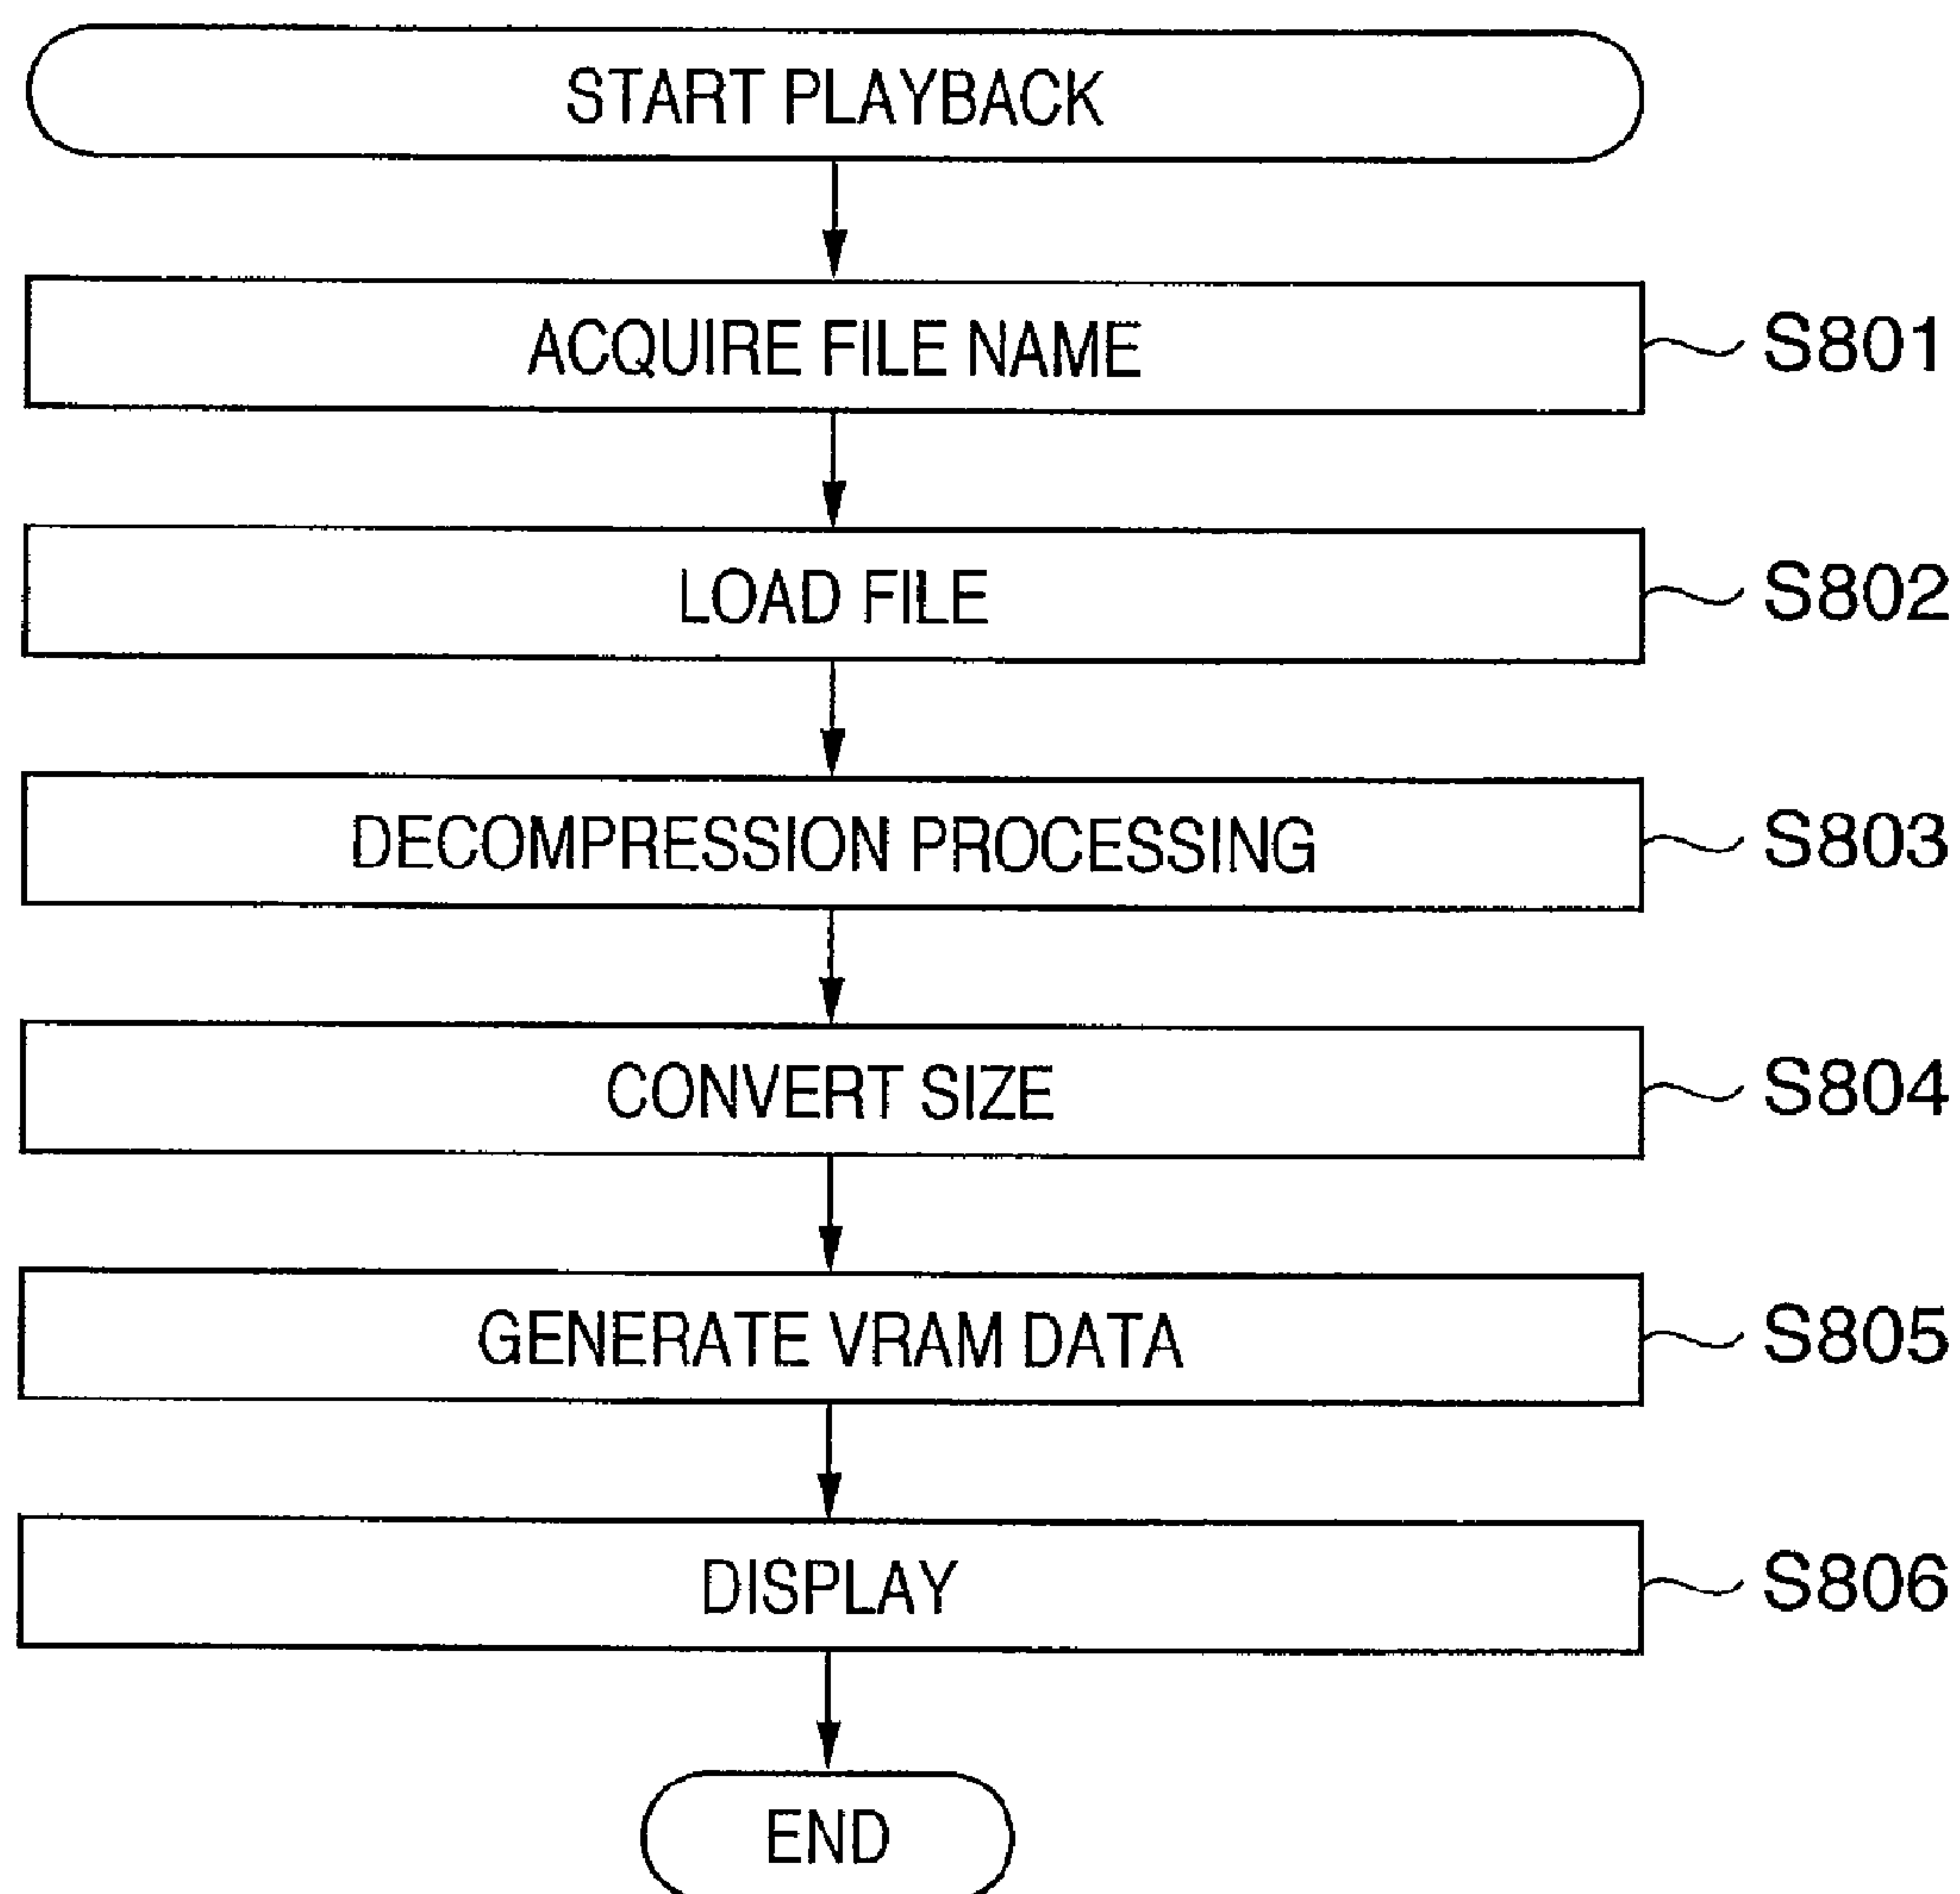 START PLAYBACK
ACQUIRE FILE NAME
S801
LOAD FILE
S802
DECOMPRESSION PROCESSING
S803
CONVERT SIZE
S804
GENERATE VRAM DATA
S805
DISPLAY
S806
END